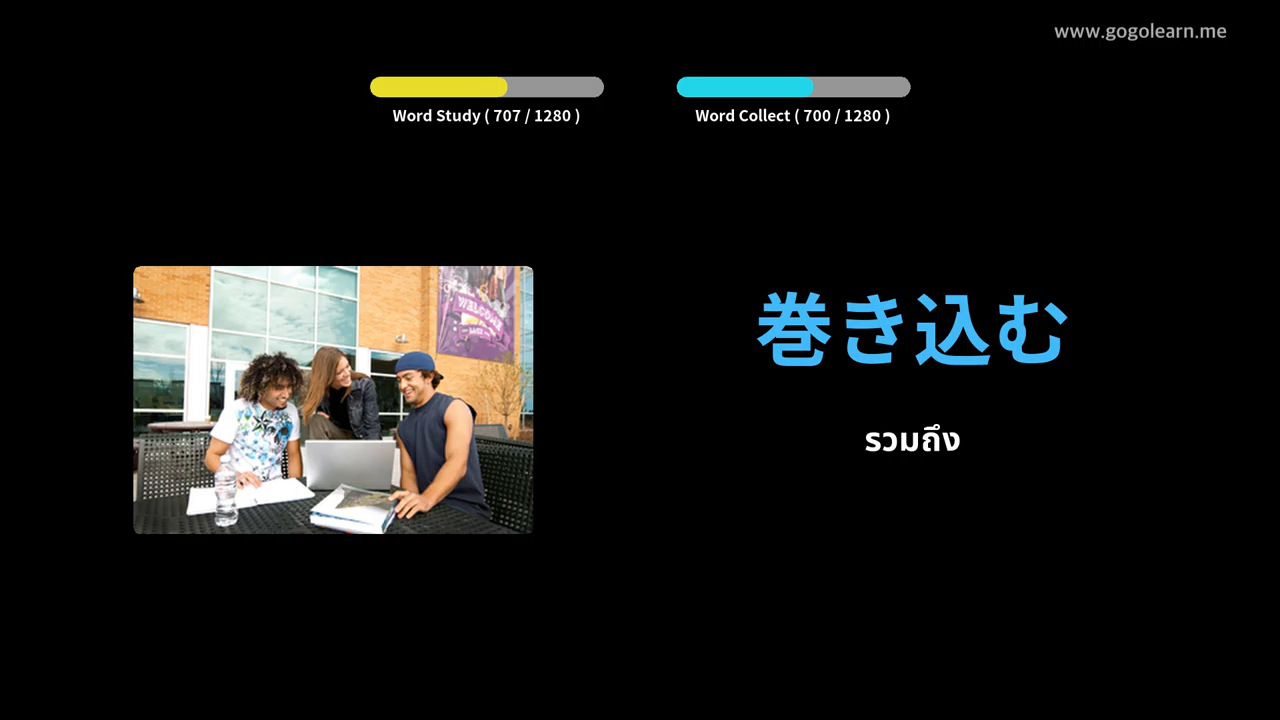 www.gogolearn.me
Word Study ( 707 / 1280 )
Word Collect ( 700 / 1280 )
WELCOME
巻き込む
รวมถึง